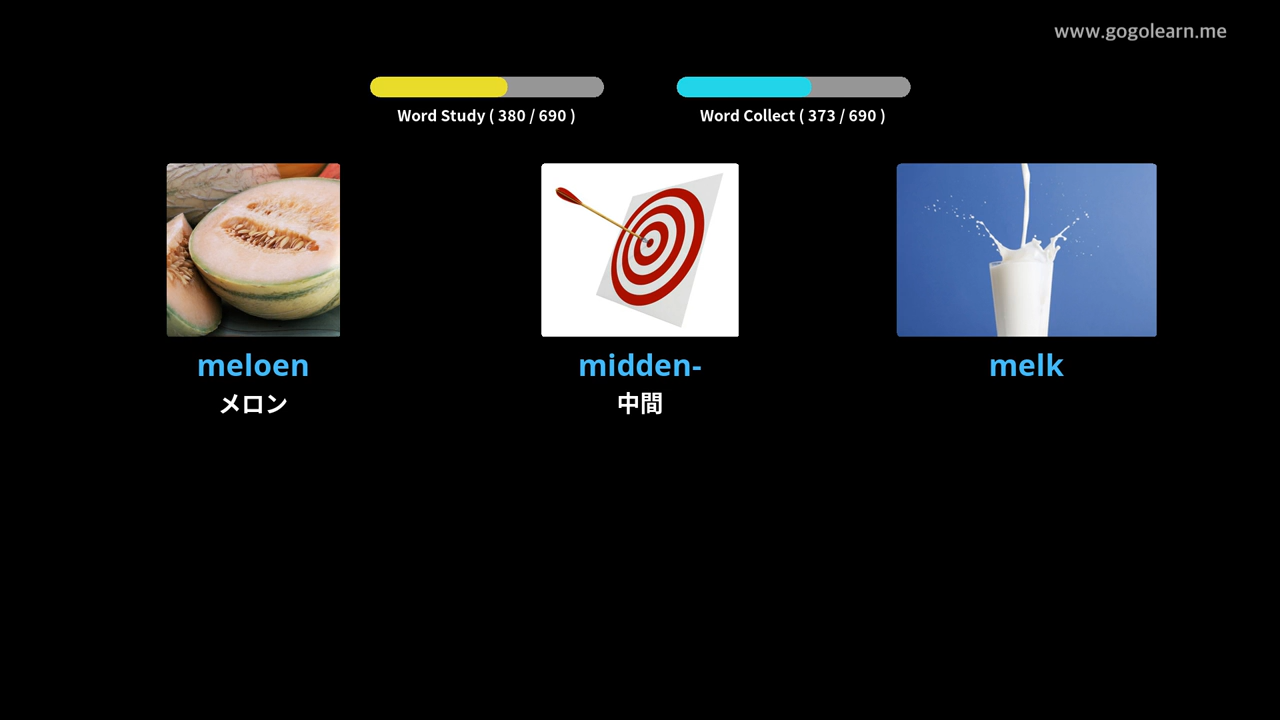 www.gogolearn.me
Word Study ( 380 / 690 )
Word Collect ( 373 / 690 )
meloen
メロン
midden-
中間
melk